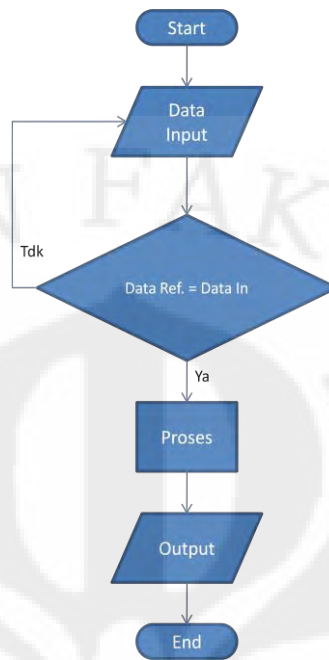 Start
Data
Input
Tdk
Data Ref. = Data In
Ya
Proses
Output
End